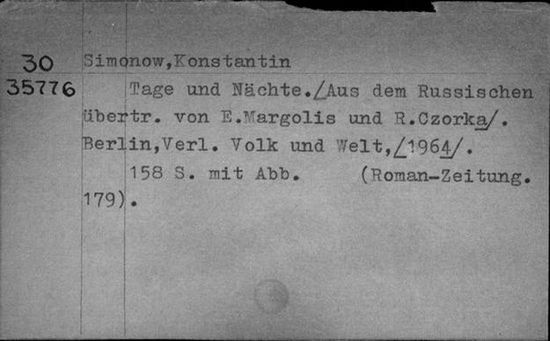 30 Simonow,Konstantin
35776 Tage und Nächte./Aus dem Russischen
übertr. von E.Margolis und R.Czorka/.
Berlin,Verl. Volk und Welt,/1964/.
158 S. mit Abb. (Roman-Zeitung.
179).